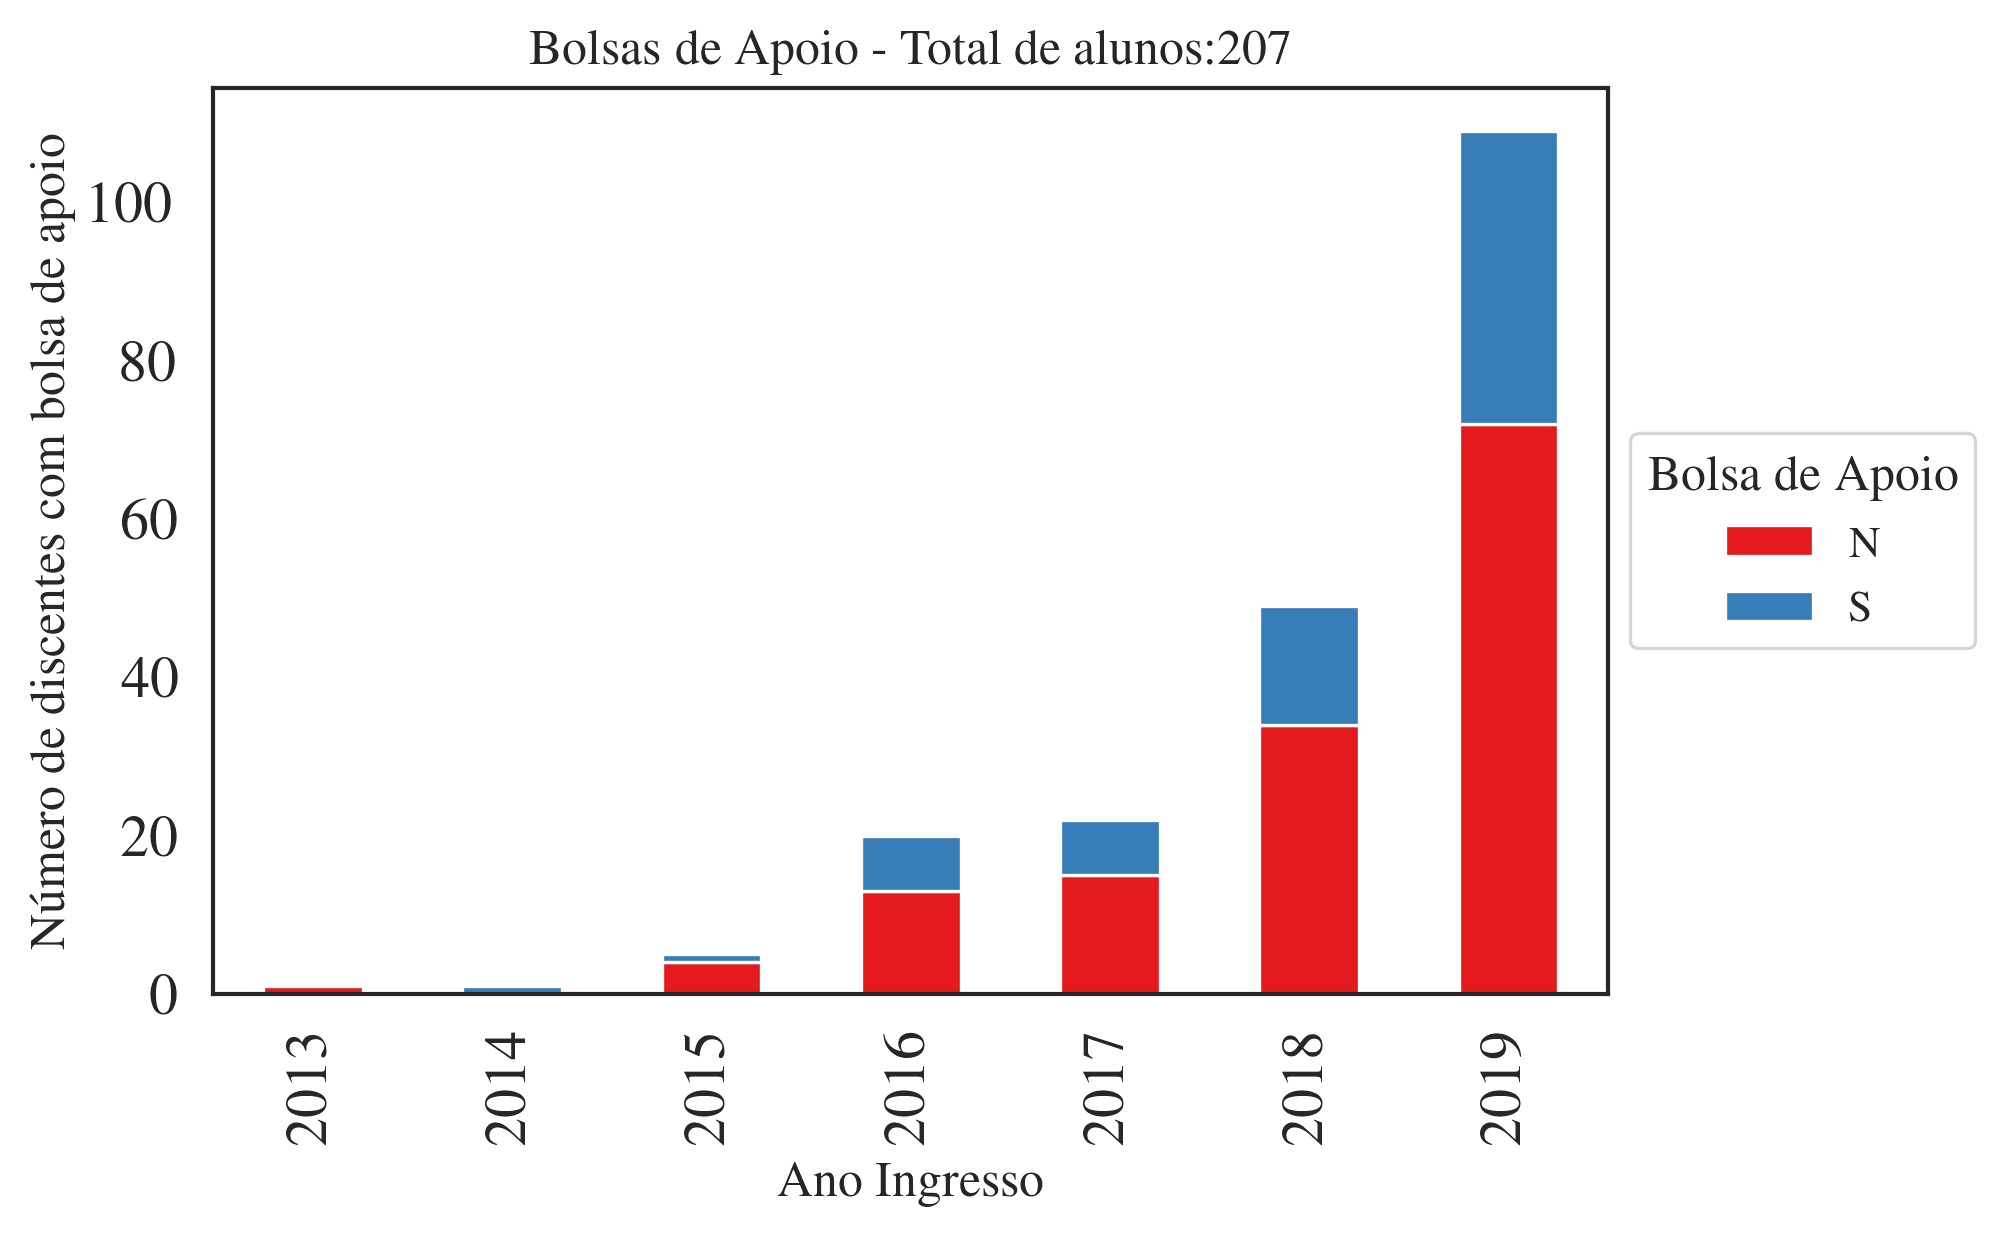 Bolsas de Apoio - Total de alunos:207
Número de discentes com bolsa de apoio
100
80
60
40
20
0
2013
2014
2015
2016
2017
2018
2019
Ano Ingresso
Bolsa de Apoio
N
S